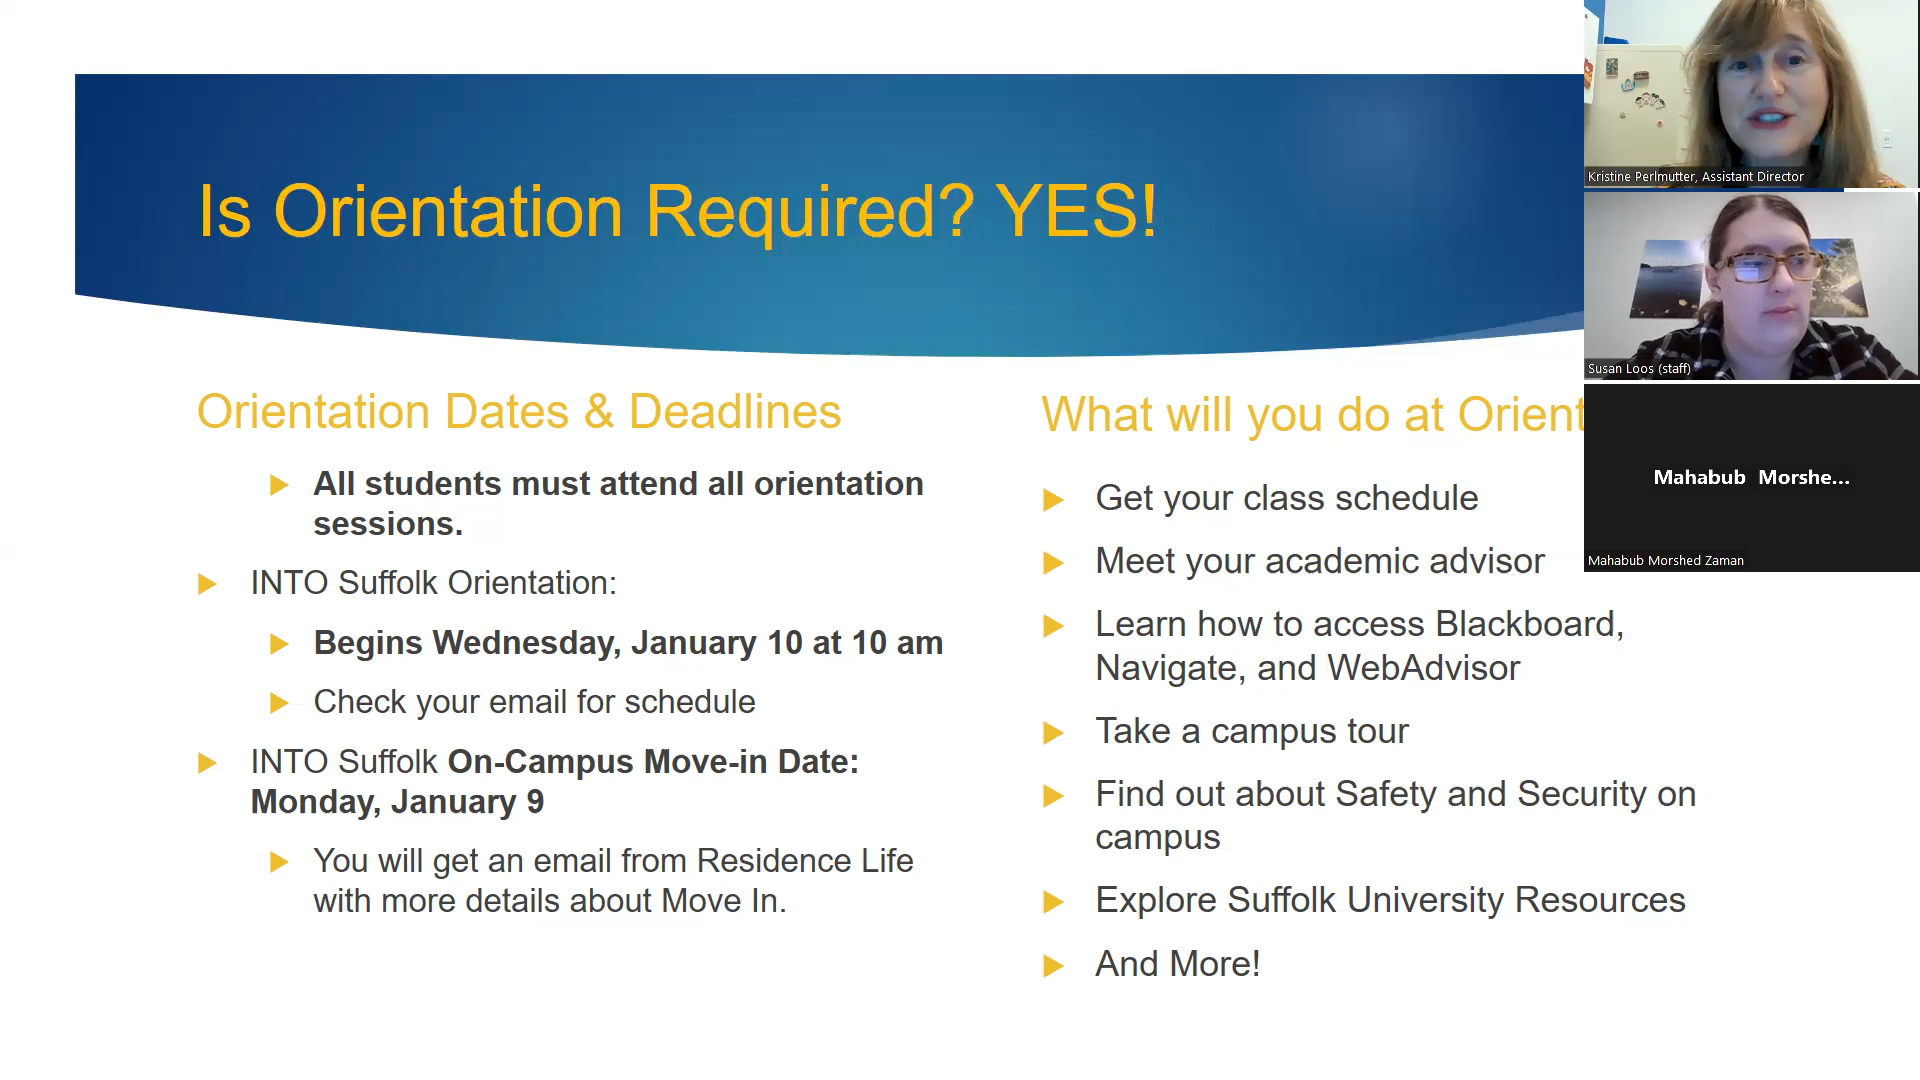 Is Orientation Required? YES!
Orientation Dates & Deadlines
All students must attend all orientation
sessions.
INTO Suffolk Orientation:
Begins Wednesday, January 10 at 10 am
Check your email for schedule
INTO Suffolk On-Campus Move-in Date:
Monday, January 9
You will get an email from Residence Life
with more details about Move In.
What will you do at Orient
Get your class schedule
Meet your academic advisor
Learn how to access Blackboard,
Navigate, and WebAdvisor
Take a campus tour
Find out about Safety and Security on
campus
Explore Suffolk University Resources
And More!
Kristine Perlmutter, Assistant Director
Susan Loos (staff)
Mahabub Morshe...
Mahabub Morshed Zaman